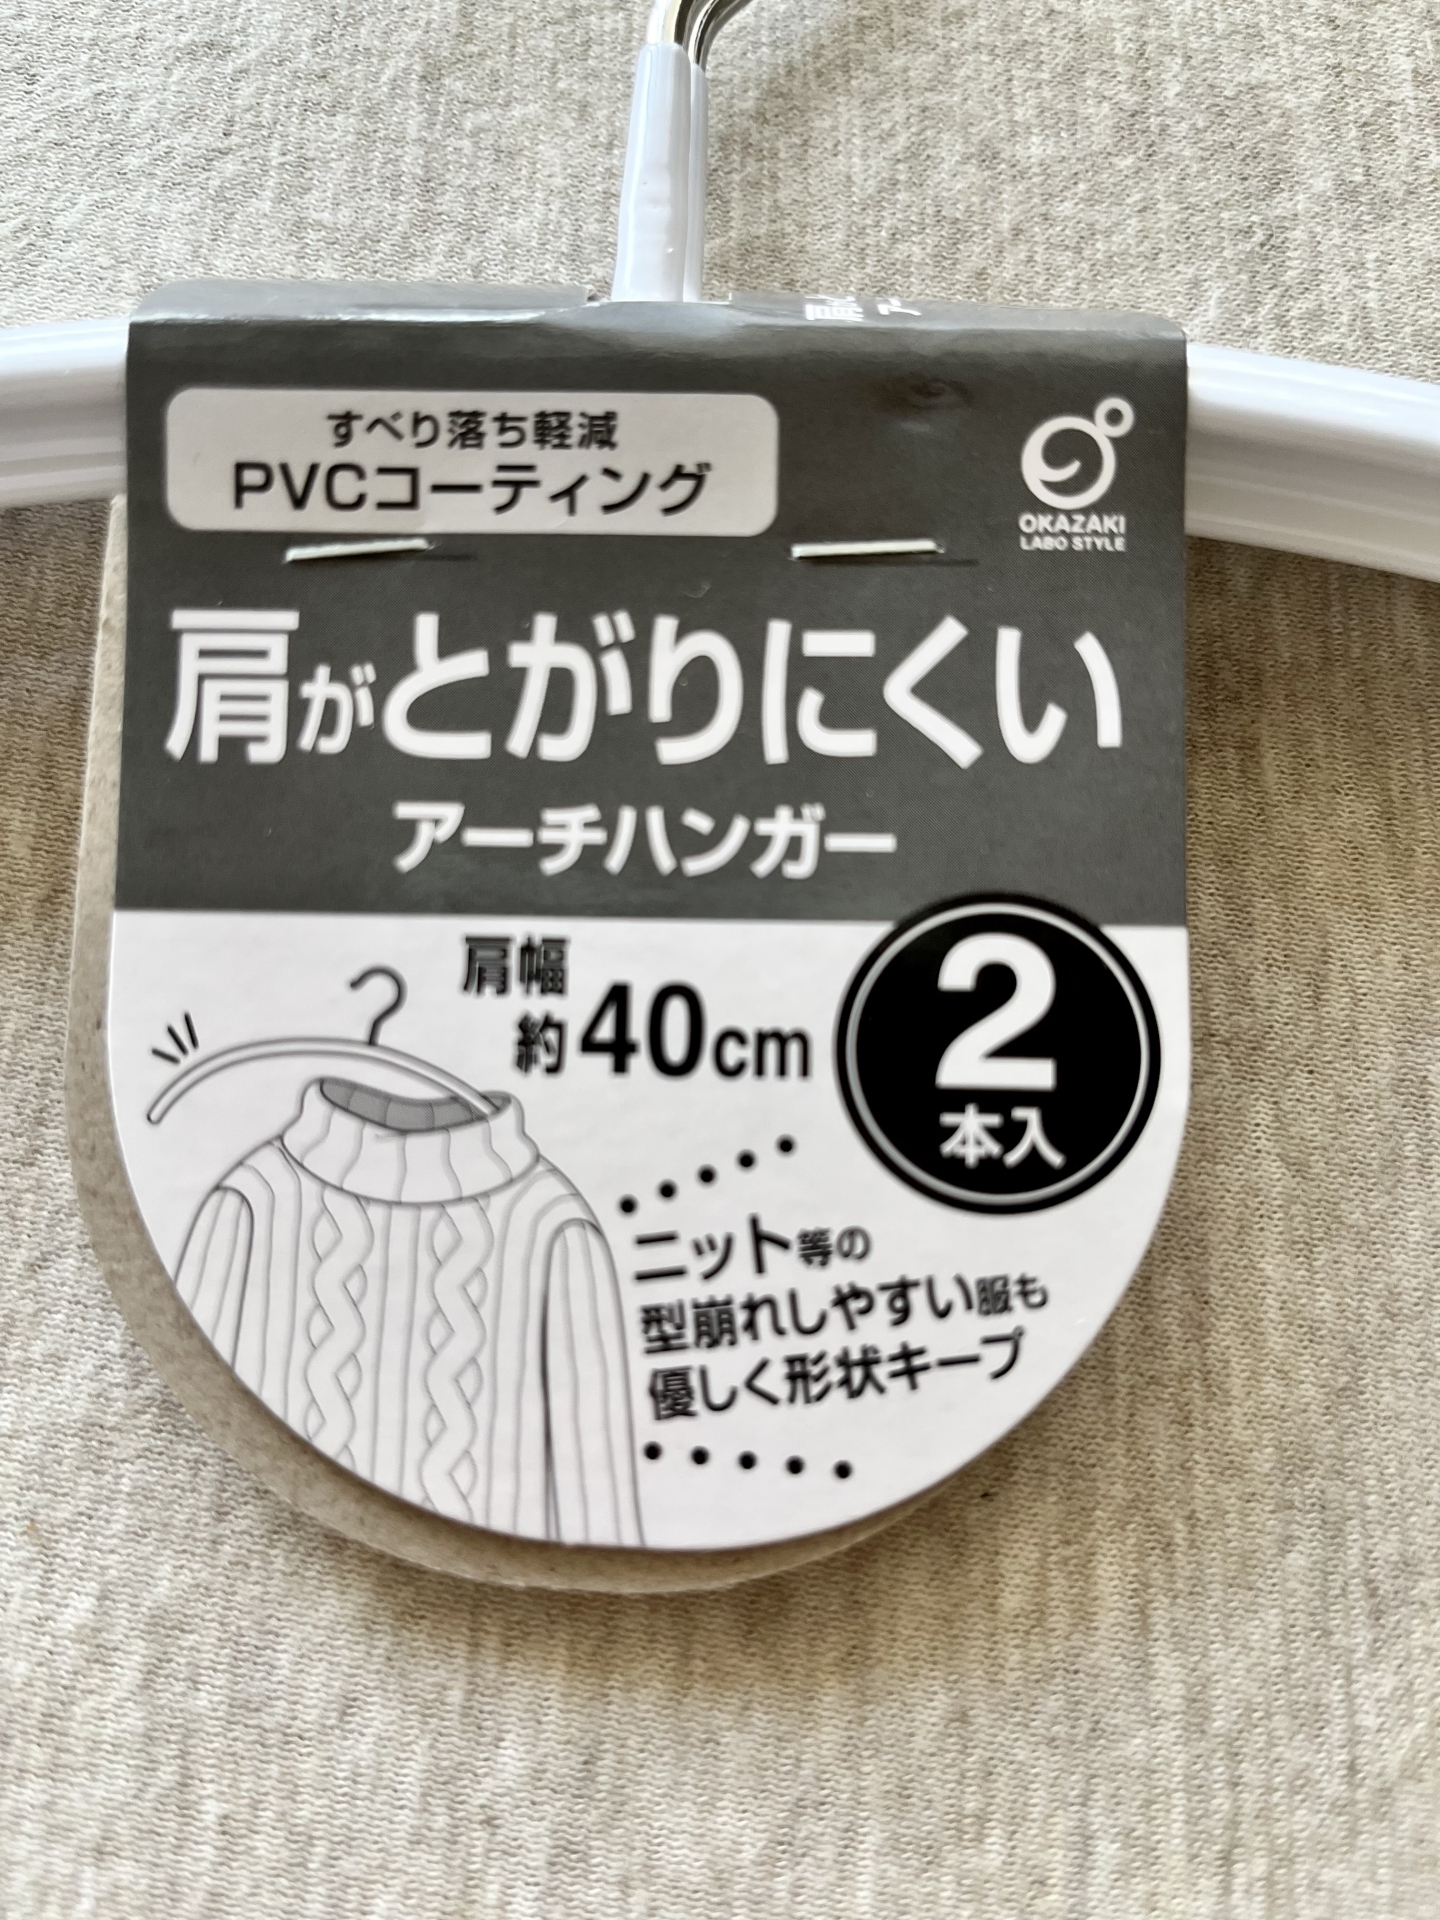 すべり落ち軽減
PVCコーティング
OKAZAKI
LABO STYLE
肩がとがりにくい
アーチハンガー
肩幅
約40cm
2
本入
ニット等の
型崩れしやすい服も
優しく形状キープ